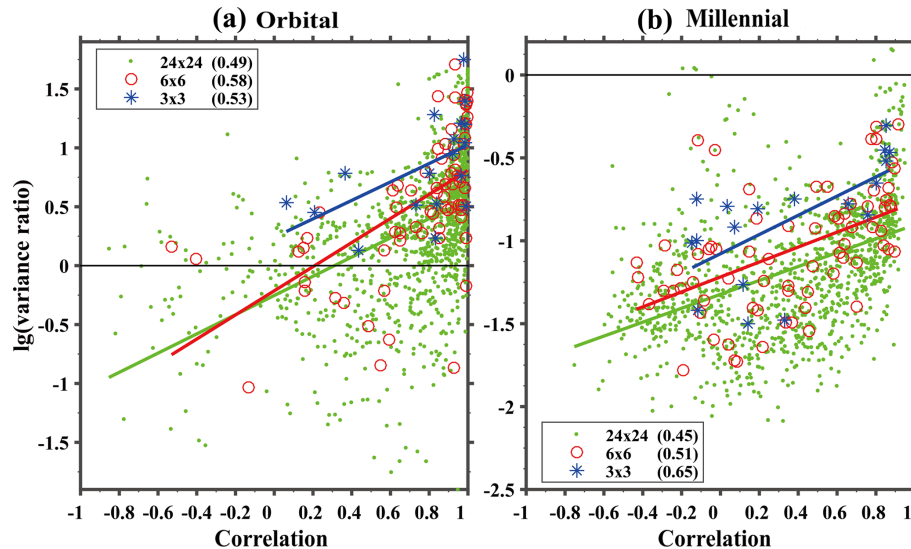 (a) Orbital
(b) Millennial
24x24 (0.49)
6x6 (0.58)
3x3 (0.53)
lg(variance ratio)
1.5
1
0.5
0
-0.5
-1
-1.5
-1 -0.8 -0.6 -0.4 -0.2 0 0.2 0.4 0.6 0.8 1
Correlation
0
-0.5
-1
-1.5
-2
-2.5
24x24 (0.45)
6x6 (0.51)
3x3 (0.65)
-1 -0.8 -0.6 -0.4 -0.2 0 0.2 0.4 0.6 0.8 1
Correlation